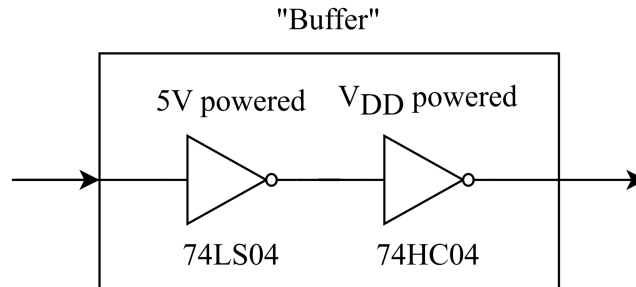 "Buffer"
5V powered
VDD powered
74LS04
74HC04